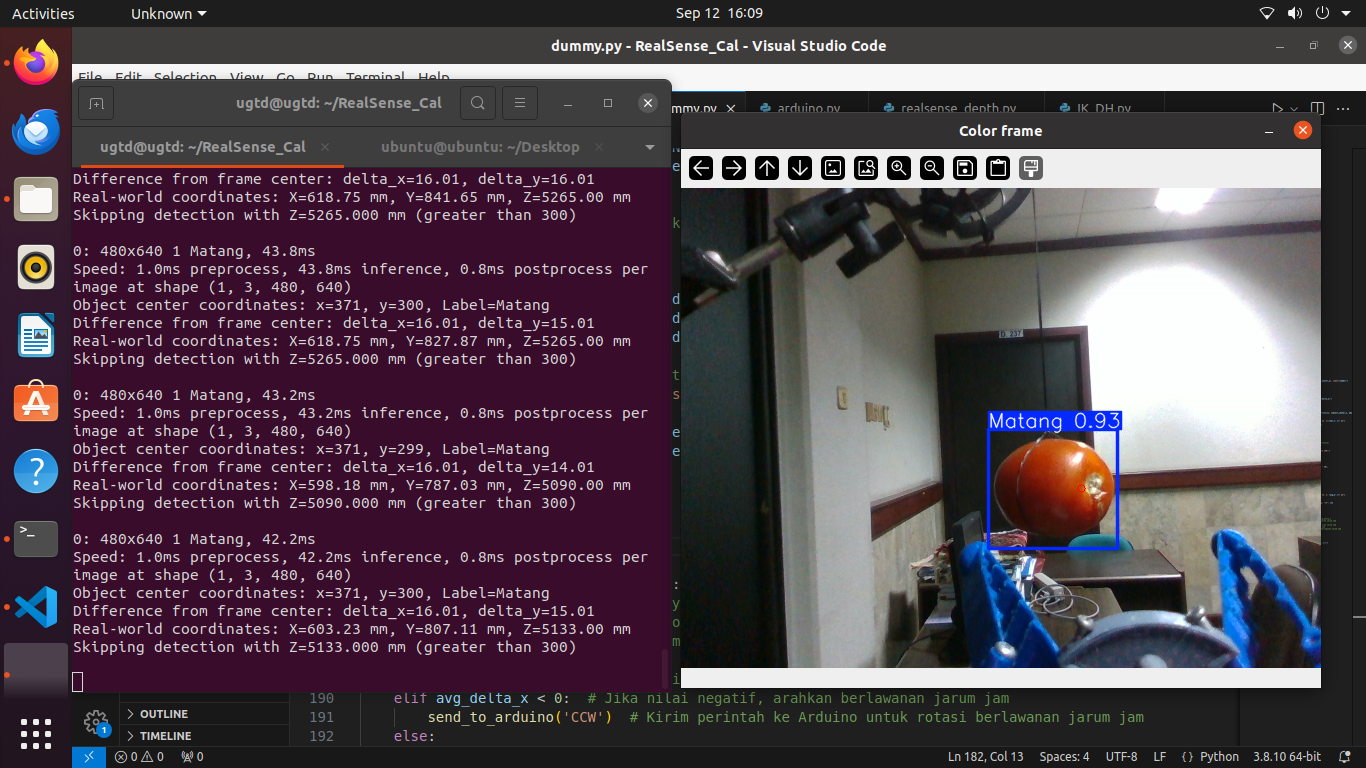 Activities
Unknown
Sep 12 16:09
dummy.py - RealSense_Cal - Visual Studio Code
File Edit Selection View Go Run Terminal Help
ugtd@ugtd: ~/RealSense_Cal
mmy.py
arduino.py
realsense_depth.py
IK_DH.py
Color frame
ugtd@ugtd: ~/RealSense_Cal
ubuntu@ubuntu: ~/Desktop
Difference from frame center: delta_x=16.01, delta_y=16.01
Real-world coordinates: X=618.75 mm, Y=841.65 mm, Z=5265.00 mm
Skipping detection with Z=5265.000 mm (greater than 300)
0: 480x640 1 Matang, 43.8ms
Speed: 1.0ms preprocess, 43.8ms inference, 0.8ms postprocess per
image at shape (1, 3, 480, 640)
Object center coordinates: x=371, y=300, Label=Matang
Difference from frame center: delta_x=16.01, delta_y=15.01
Real-world coordinates: X=618.75 mm, Y=827.87 mm, Z=5265.00 mm
Skipping detection with Z=5265.000 mm (greater than 300)
0: 480x640 1 Matang, 43.2ms
Speed: 1.0ms preprocess, 43.2ms inference, 0.8ms postprocess per
image at shape (1, 3, 480, 640)
Object center coordinates: x=371, y=299, Label=Matang
Difference from frame center: delta_x=16.01, delta_y=14.01
Real-world coordinates: X=598.18 mm, Y=787.03 mm, Z=5090.00 mm
Skipping detection with Z=5090.000 mm (greater than 300)
0: 480x640 1 Matang, 42.2ms
Speed: 1.0ms preprocess, 42.2ms inference, 0.8ms postprocess per
image at shape (1, 3, 480, 640)
Object center coordinates: x=371, y=300, Label=Matang
Difference from frame center: delta_x=16.01, delta_y=15.01
Real-world coordinates: X=603.23 mm, Y=807.11 mm, Z=5133.00 mm
Skipping detection with Z=5133.000 mm (greater than 300)
Matang 0.93
190 elif avg_delta_x < 0: # Jika nilai negatif, arahkan berlawanan jarum jam
191 send_to_arduino('CCW') # Kirim perintah ke Arduino untuk rotasi berlawanan jarum jam
192 else:
OUTLINE
TIMELINE
1
0 0 0
Ln 182, Col 13 Spaces: 4 UTF-8 LF Python 3.8.10 64-bit